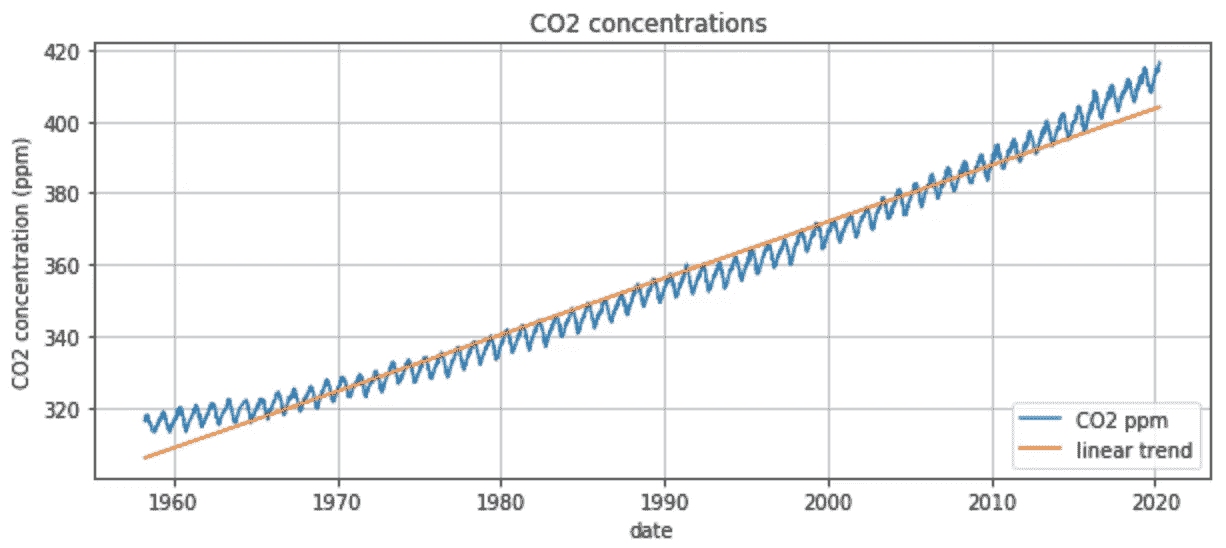 CO2 concentrations
420
400
380
360
340
320
CO2 concentration (ppm)
1960 1970 1980 1990 2000 2010 2020
date
CO2 ppm
linear trend